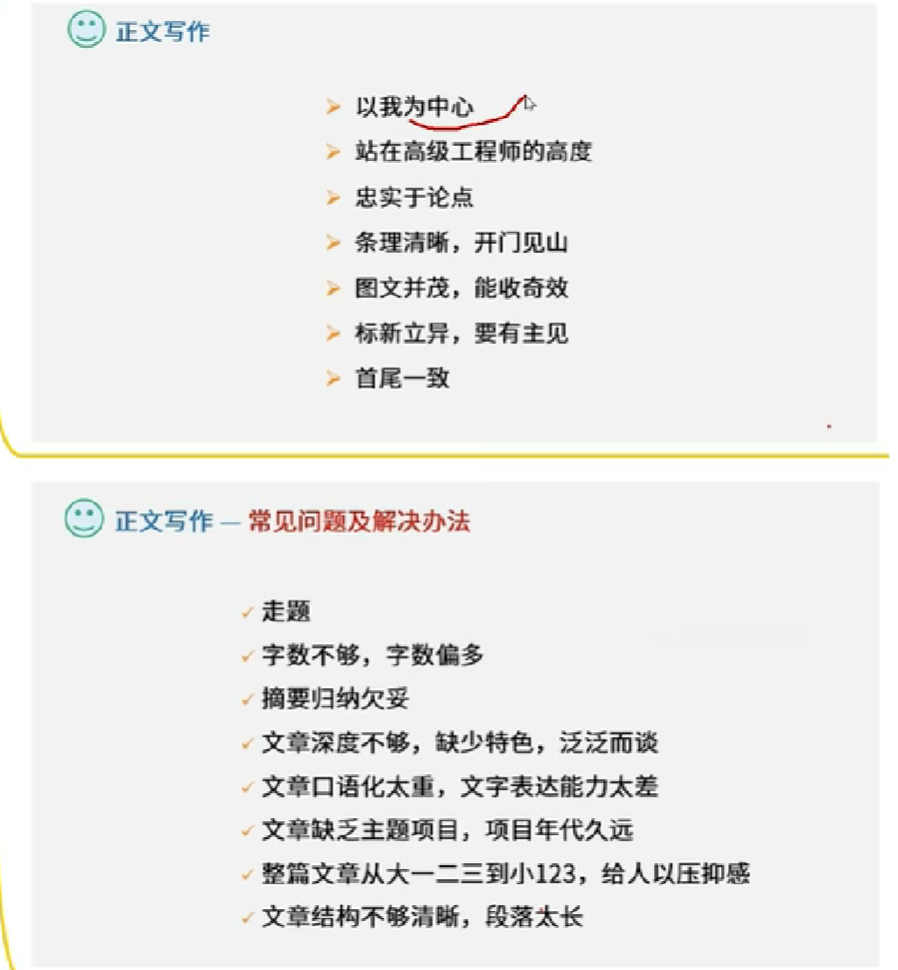 正文写作
以我为中心
站在高级工程师的高度
忠实于论点
条理清晰，开门见山
图文并茂，能收奇效
标新立异，要有主见
首尾一致
正文写作 — 常见问题及解决办法
走题
字数不够，字数偏多
摘要归纳欠妥
文章深度不够，缺少特色，泛泛而谈
文章口语化太重，文字表达能力太差
文章缺乏主题项目，项目年代久远
整篇文章从大一二三到小123，给人以压抑感
文章结构不够清晰，段落太长